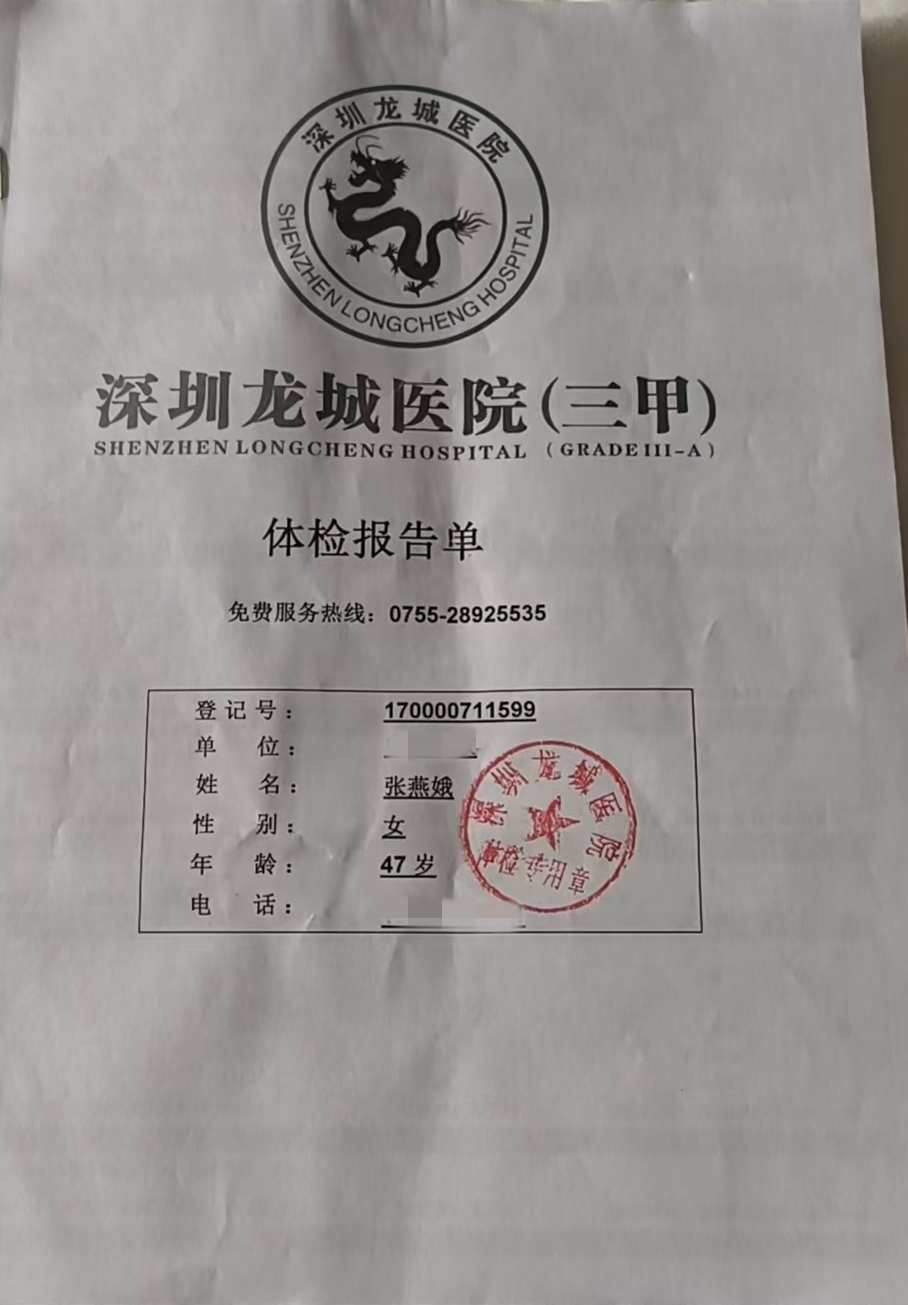 深圳龙城医院
SHENZHEN LONGCHENG HOSPITAL
深圳龙城医院(三甲)
SHENZHEN LONGCHENG HOSPITAL (GRADE III-A)
体检报告单
免费服务热线：0755-28925535
登记号：170000711599
单 位：
姓 名：张燕娥
性 别：女
年 龄：47 岁
电 话：
深圳龙城医院
体检专用章